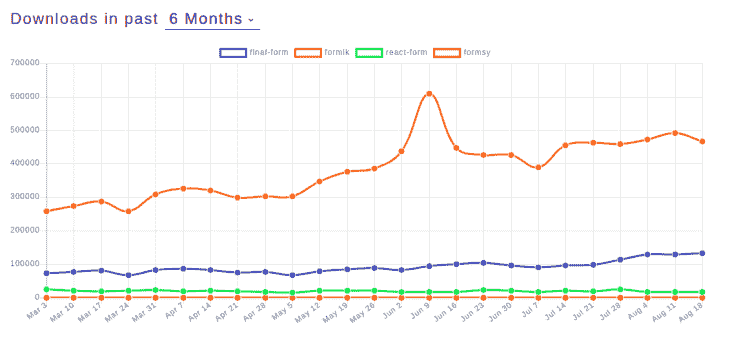 Downloads in past 6 Months
final-form formik react-form formsy
700000
600000
500000
400000
300000
200000
100000
0
Mar 3 Mar 10 Mar 17 Mar 24 Mar 31 Apr 7 Apr 14 Apr 21 Apr 28 May 5 May 12 May 19 May 26 Jun 2 Jun 9 Jun 16 Jun 23 Jun 30 Jul 7 Jul 14 Jul 21 Jul 28 Aug 4 Aug 11 Aug 18